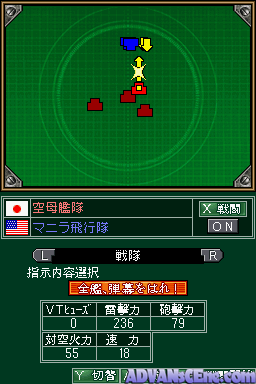 空母艦隊
X 戦闘
マニラ飛行隊
ON
L 戦隊 R
指示内容選択
全艦、弾幕をはれ!
VTヒューズ 雷撃力 砲撃力
0 236 79
対空火力 速力
55 18
Y 切替
ADVANSCENE.COM